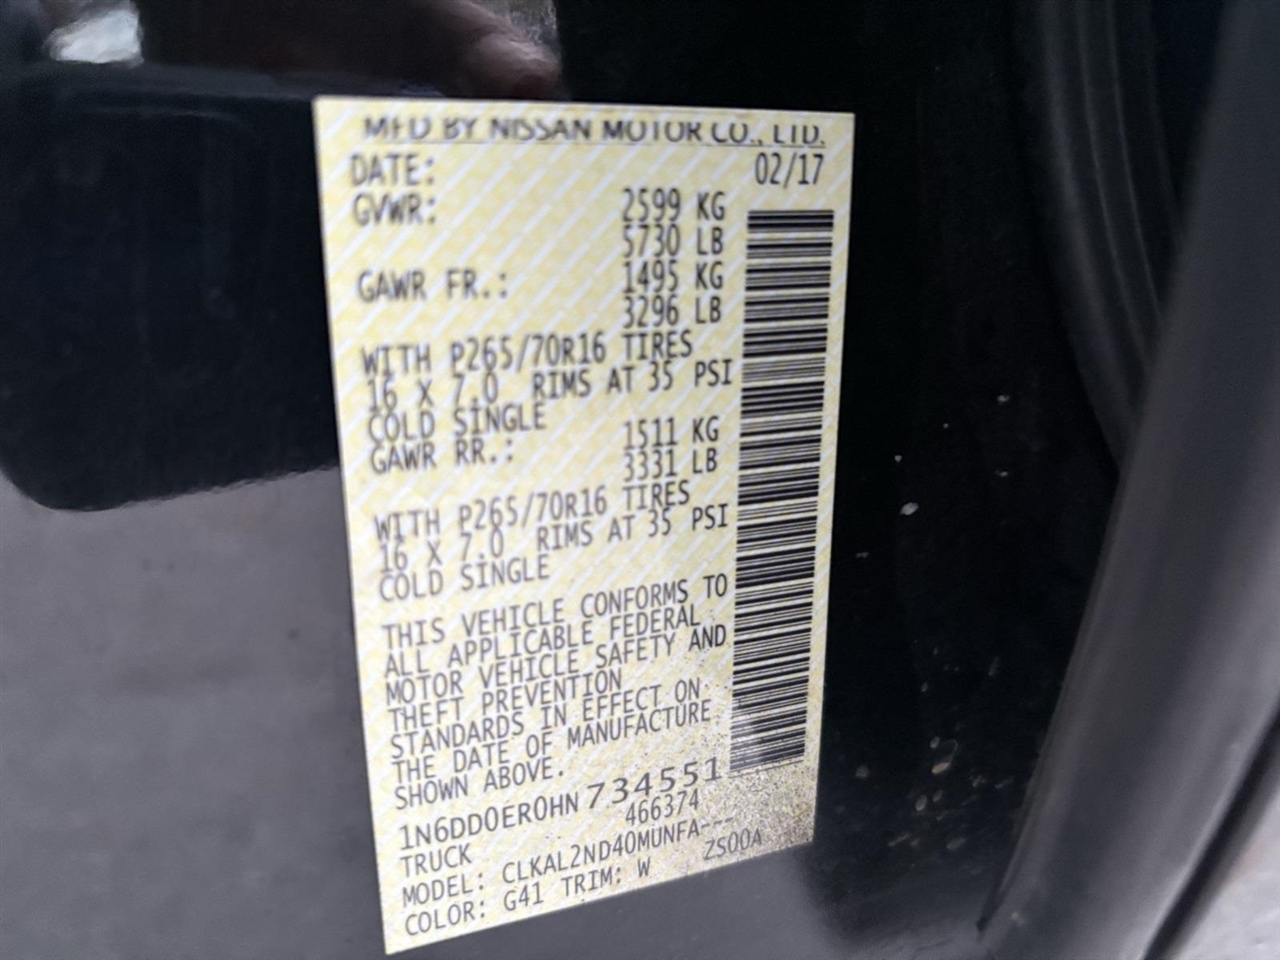 MFD BY NISSAN MOTOR CO., LTD.
DATE: 02/17
GVWR: 2599 KG
5730 LB
GAWR FR.: 1495 KG
3296 LB
WITH P265/70R16 TIRES
16 X 7.0 RIMS AT 35 PSI
COLD SINGLE
GAWR RR.: 1511 KG
3331 LB
WITH P265/70R16 TIRES
16 X 7.0 RIMS AT 35 PSI
COLD SINGLE
THIS VEHICLE CONFORMS TO
ALL APPLICABLE FEDERAL
MOTOR VEHICLE SAFETY AND
THEFT PREVENTION
STANDARDS IN EFFECT ON
THE DATE OF MANUFACTURE
SHOWN ABOVE.
1N6DD0ER0HN734551
TRUCK 466374
MODEL: CLKAL2ND40MUNFA---
COLOR: G41 TRIM: W ZS00A